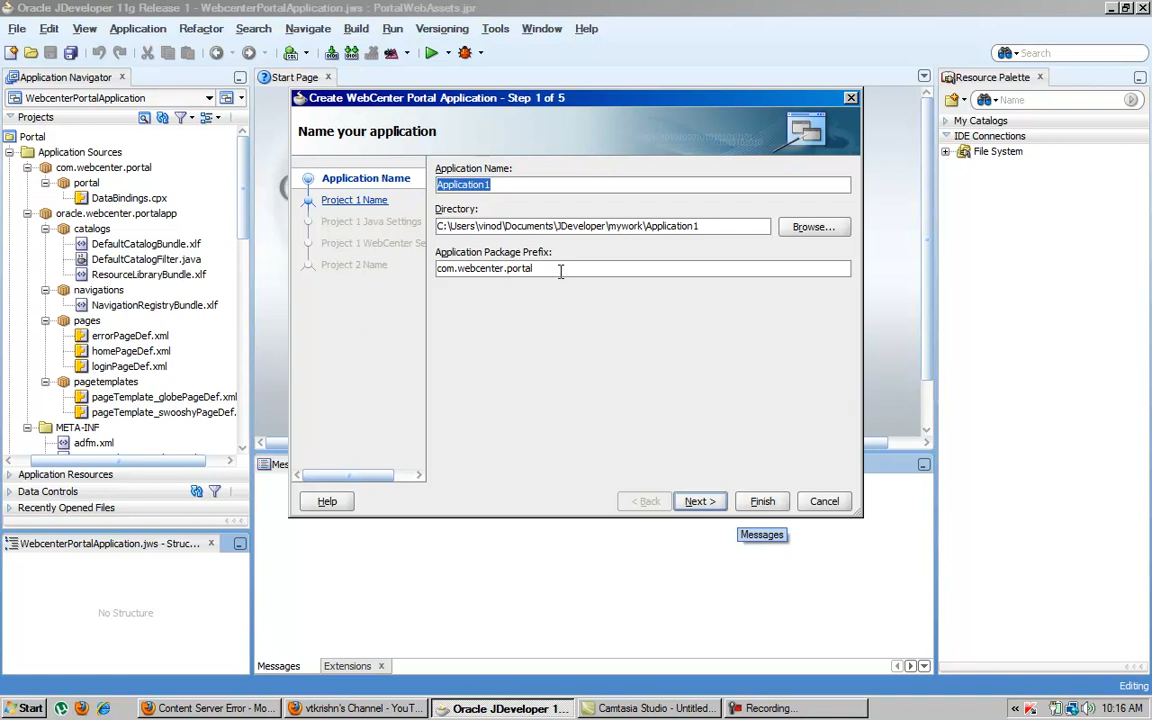 Oracle JDeveloper 11g Release 1 - WebcenterPortalApplication.jws : PortalWebAssets.jpr
File Edit View Application Refactor Search Navigate Build Run Versioning Tools Window Help
Search
Application Navigator
Start Page
Resource Palette
WebcenterPortalApplication
Name
Projects
My Catalogs
IDE Connections
File System
Portal
Application Sources
com.webcenter.portal
portal
DataBindings.cpx
oracle.webcenter.portalapp
catalogs
DefaultCatalogBundle.xlf
DefaultCatalogFilter.java
ResourceLibraryBundle.xlf
navigations
NavigationRegistryBundle.xlf
pages
errorPageDef.xml
homePageDef.xml
loginPageDef.xml
pagetemplates
pageTemplate_globePageDef.xml
pageTemplate_swooshyPageDef.
META-INF
adfm.xml
Application Resources
Data Controls
Recently Opened Files
WebcenterPortalApplication.jws - Struc...
No Structure
Create WebCenter Portal Application - Step 1 of 5
Name your application
Application Name
Project 1 Name
Project 1 Java Settings
Project 1 WebCenter Se
Project 2 Name
Application Name:
Application1
Directory:
C:\Users\vinod\Documents\JDeveloper\mywork\Application1
Browse...
Application Package Prefix:
com.webcenter.portal
Help
< Back
Next >
Finish
Cancel
Mes
Messages
Messages
Extensions
Editing
Start
Content Server Error - Mo...
vtkrishn's Channel - YouT...
Oracle JDeveloper 1...
Camtasia Studio - Untitled...
Recording...
«
10:16 AM